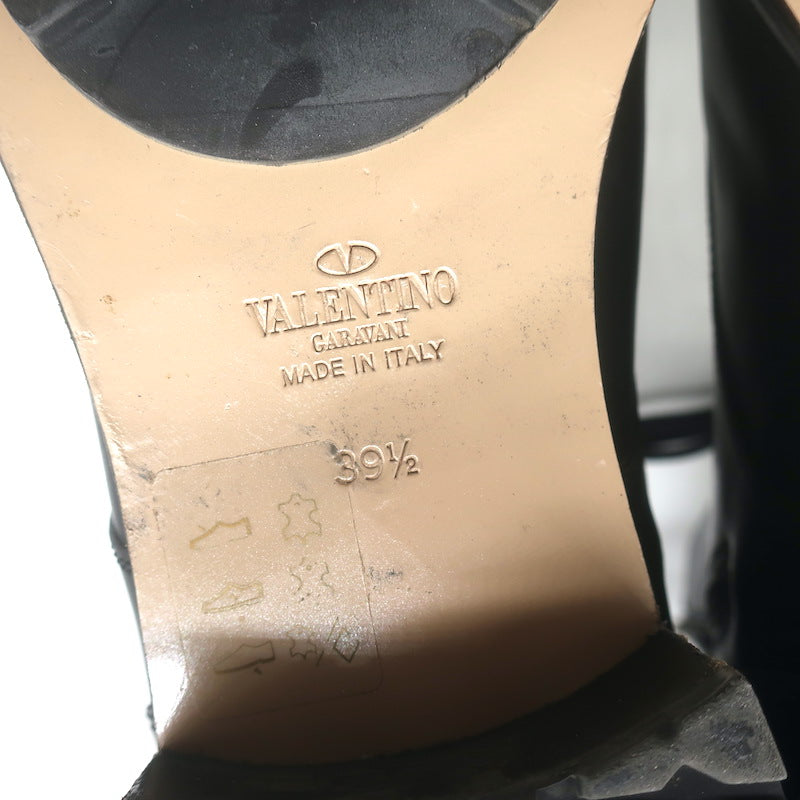 VALENTINO
GARAVANI
MADE IN ITALY
39½